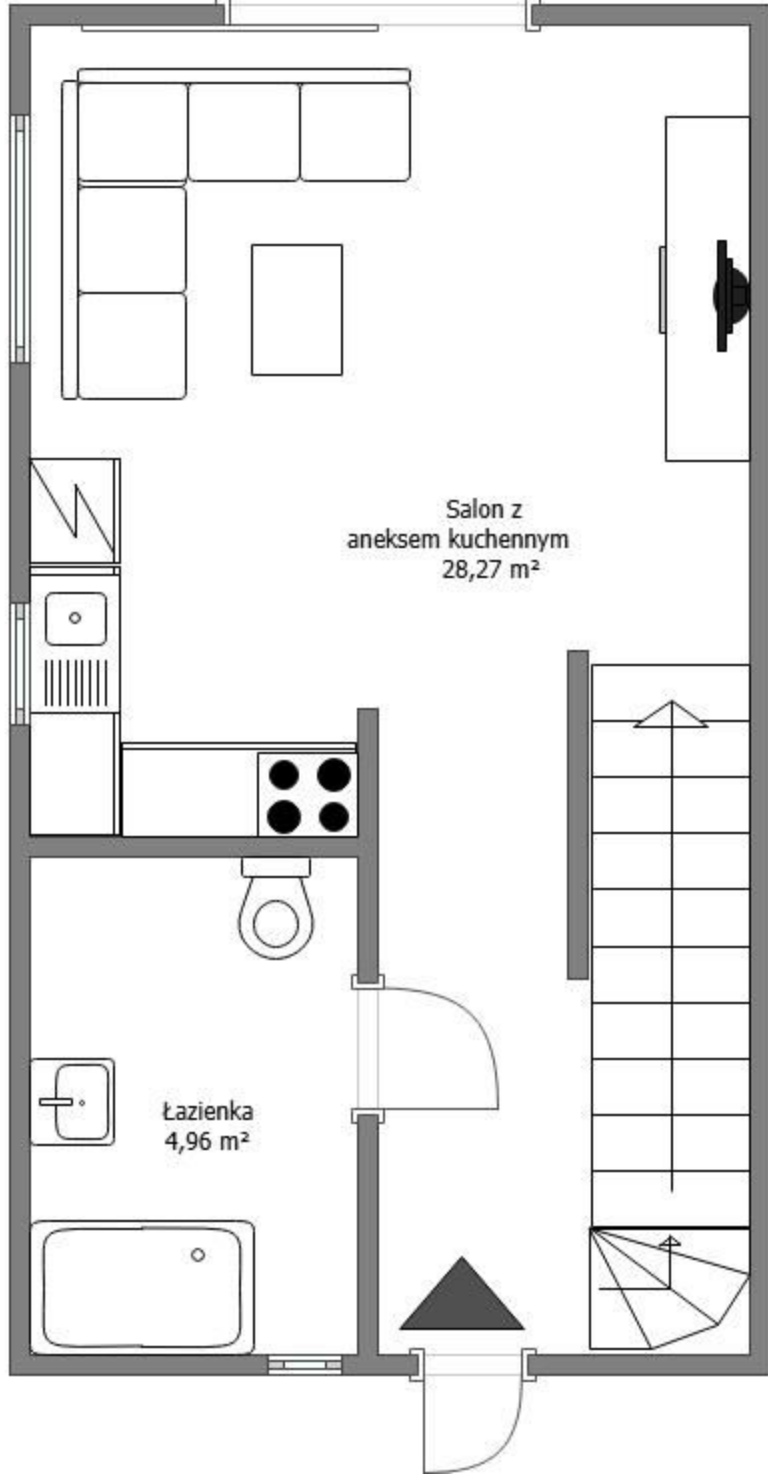 Salon z
aneksem kuchennym
28,27 m²
Łazienka
4,96 m²